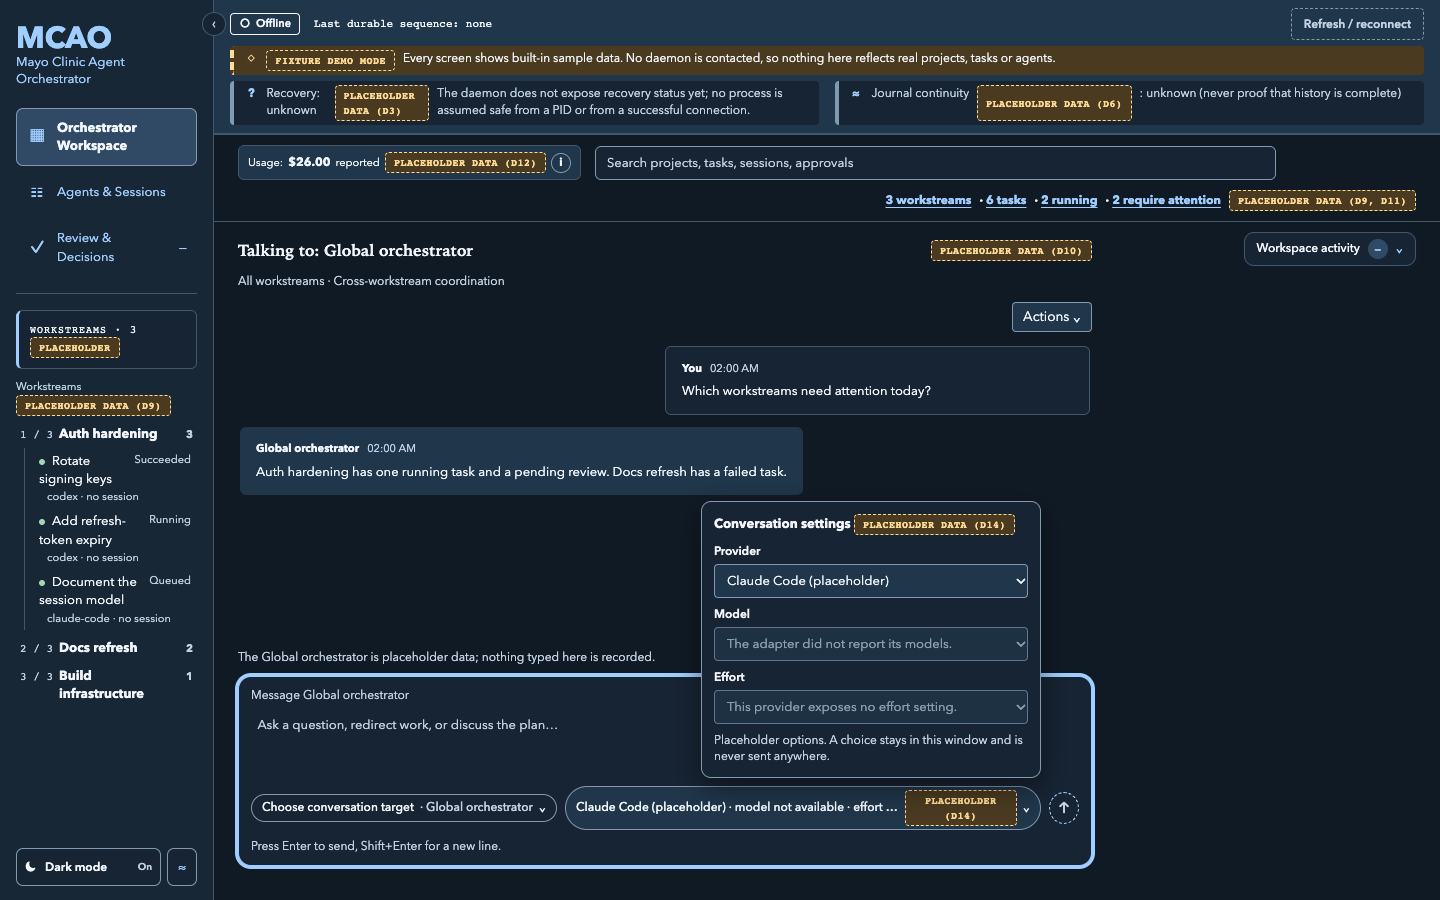 MCAO
Mayo Clinic Agent
Orchestrator
Orchestrator
Workspace
Agents & Sessions
Review &
Decisions
–
WORKSTREAMS · 3
PLACEHOLDER
Workstreams
PLACEHOLDER DATA (D9)
1 / 3 Auth hardening 3
Rotate Succeeded
signing keys
codex · no session
Add refresh- Running
token expiry
codex · no session
Document the Queued
session model
claude-code · no session
2 / 3 Docs refresh 2
3 / 3 Build 1
infrastructure
Dark mode On
≈
‹
Offline Last durable sequence: none
Refresh / reconnect
FIXTURE DEMO MODE Every screen shows built-in sample data. No daemon is contacted, so nothing here reflects real projects, tasks or agents.
? Recovery:
unknown
PLACEHOLDER
DATA (D3)
The daemon does not expose recovery status yet; no process is
assumed safe from a PID or from a successful connection.
≈ Journal continuity PLACEHOLDER DATA (D6) : unknown (never proof that history is complete)
Usage: $26.00 reported PLACEHOLDER DATA (D12) i
Search projects, tasks, sessions, approvals
3 workstreams · 6 tasks · 2 running · 2 require attention PLACEHOLDER DATA (D9, D11)
Talking to: Global orchestrator
PLACEHOLDER DATA (D10)
Workspace activity –
All workstreams · Cross-workstream coordination
Actions
You 02:00 AM
Which workstreams need attention today?
Global orchestrator 02:00 AM
Auth hardening has one running task and a pending review. Docs refresh has a failed task.
Conversation settings PLACEHOLDER DATA (D14)
Provider
Claude Code (placeholder)
Model
The adapter did not report its models.
Effort
This provider exposes no effort setting.
Placeholder options. A choice stays in this window and is
never sent anywhere.
The Global orchestrator is placeholder data; nothing typed here is recorded.
Message Global orchestrator
Ask a question, redirect work, or discuss the plan…
Choose conversation target · Global orchestrator
Claude Code (placeholder) · model not available · effort …
PLACEHOLDER
(D14)
Press Enter to send, Shift+Enter for a new line.